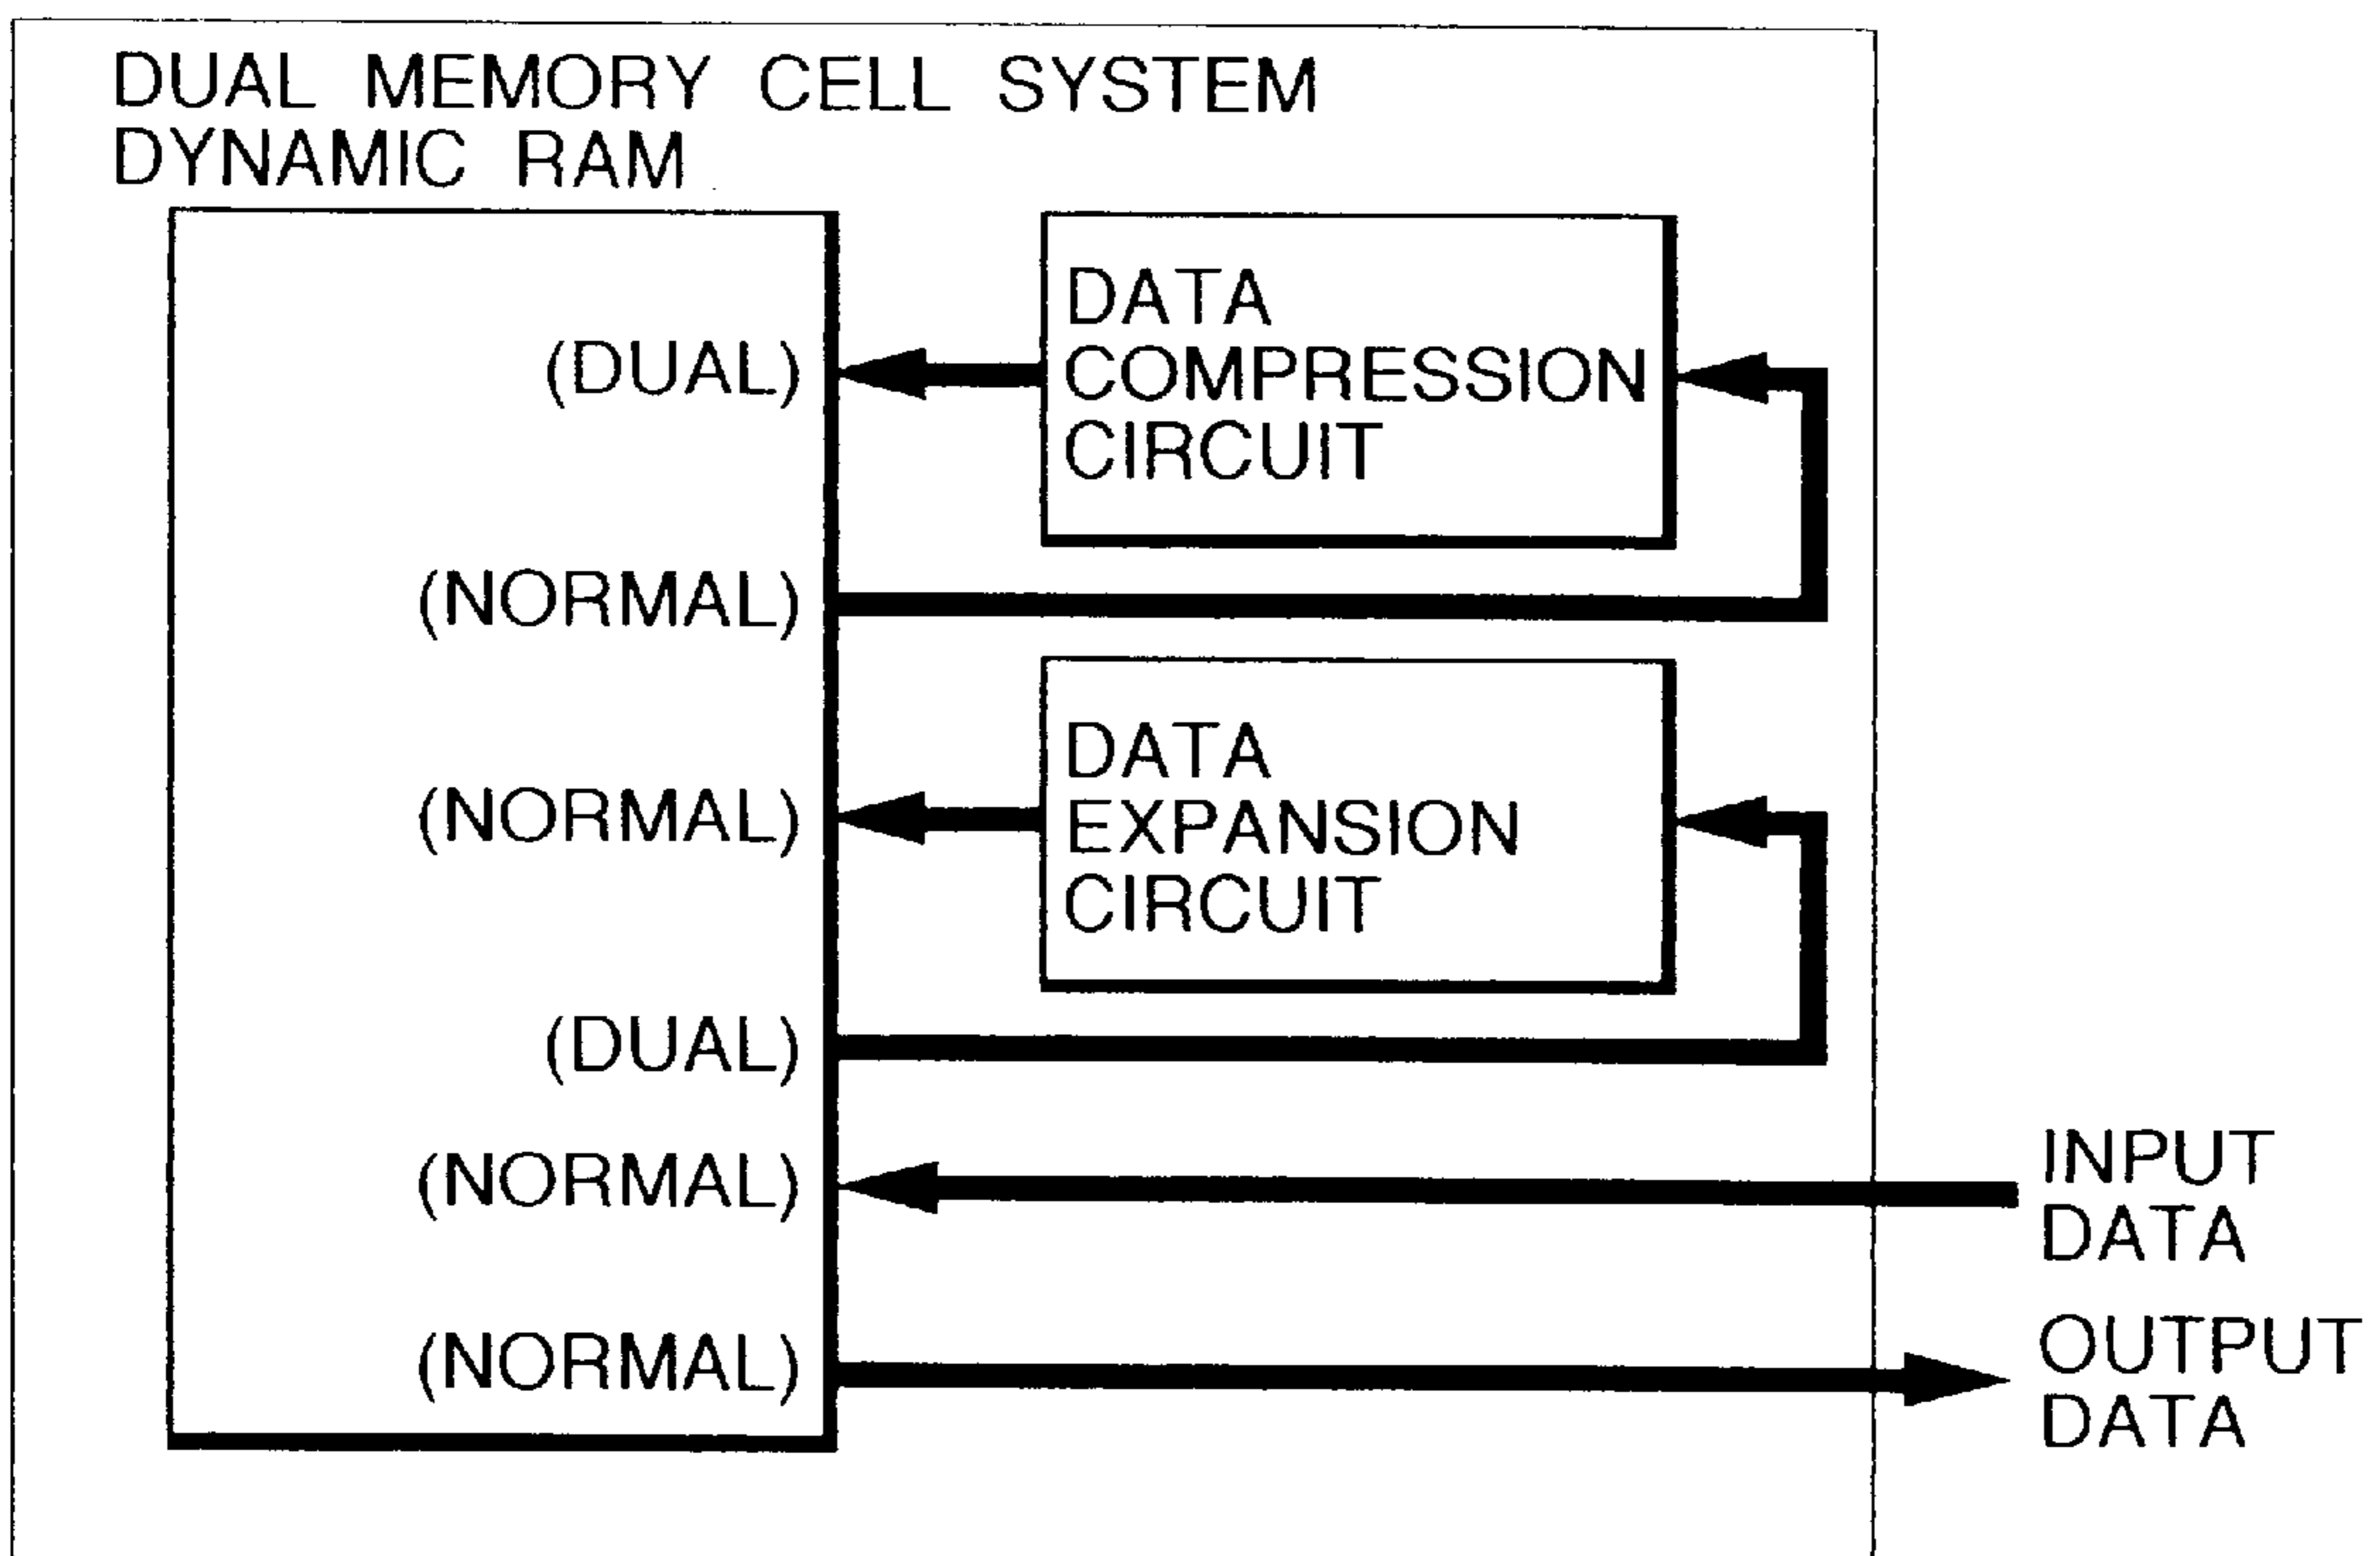 DUAL MEMORY CELL SYSTEM
DYNAMIC RAM
(DUAL)
DATA
COMPRESSION
CIRCUIT
(NORMAL)
(NORMAL)
DATA
EXPANSION
CIRCUIT
(DUAL)
(NORMAL)
INPUT
DATA
(NORMAL)
OUTPUT
DATA